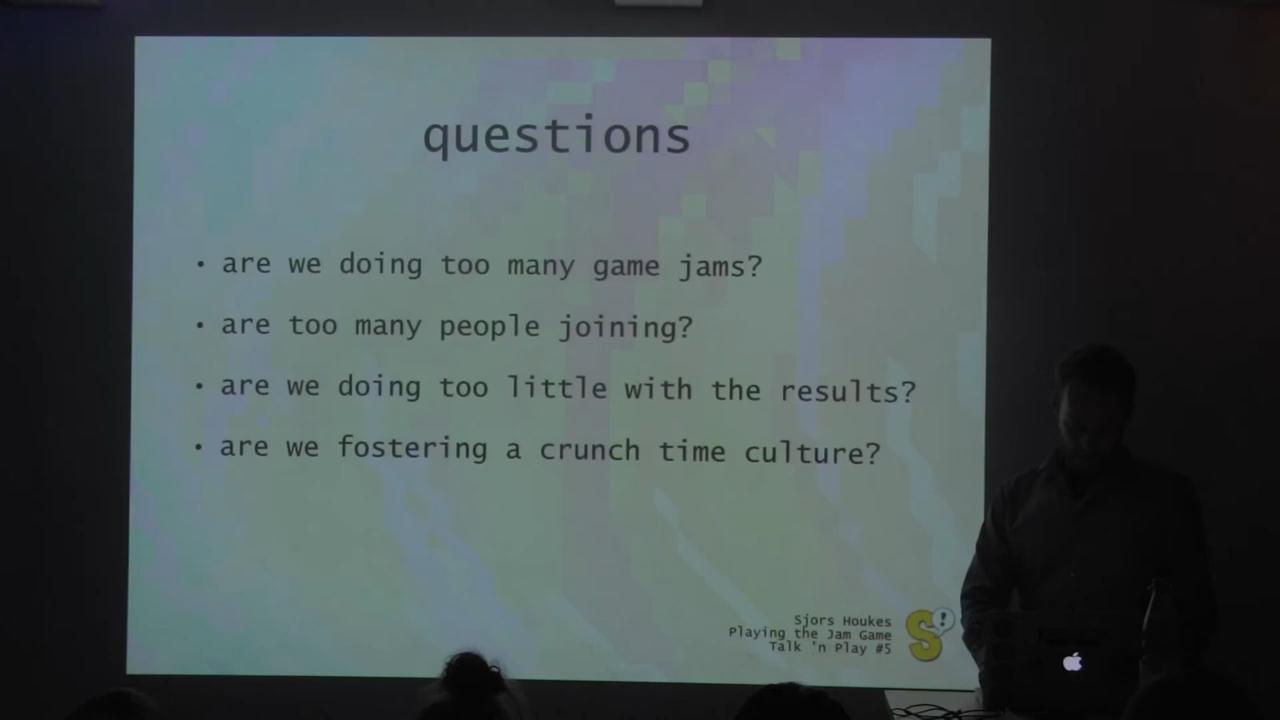 questions
• are we doing too many game jams?
• are too many people joining?
• are we doing too little with the results?
• are we fostering a crunch time culture?
Sjors Houkes
Playing the Jam Game
Talk 'n Play #5
S!